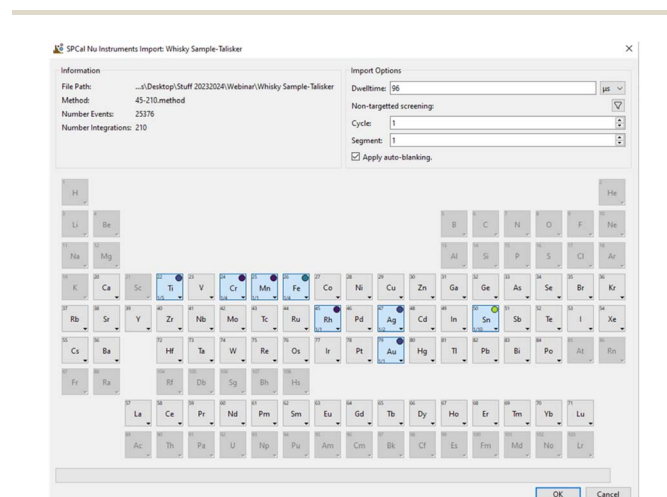 SPCal Nu Instruments Import: Whisky Sample-Talisker
Information
File Path: ...s\Desktop\Stuff 20232024\Webinar\Whisky Sample-Talisker
Method: 45-210.method
Number Events: 25376
Number Integrations: 210
Import Options
Dwelltime: 96 µs
Non-targetted screening:
Cycle: 1
Segment: 1
Apply auto-blanking.
H He
Li Be B C N O F Ne
Na Mg Al Si P S Cl Ar
K Ca Sc Ti V Cr Mn Fe Co Ni Cu Zn Ga Ge As Se Br Kr
Rb Sr Y Zr Nb Mo Tc Ru Rh Pd Ag Cd In Sn Sb Te I Xe
Cs Ba Hf Ta W Re Os Ir Pt Au Hg Tl Pb Bi Po At Rn
Fr Ra Rf Db Sg Bh Hs
La Ce Pr Nd Pm Sm Eu Gd Tb Dy Ho Er Tm Yb Lu
Ac Th Pa U Np Pu Am Cm Bk Cf Es Fm Md No Lr
OK Cancel